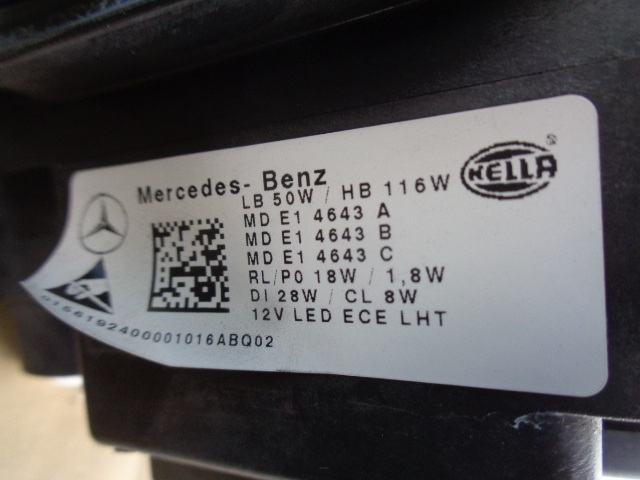 Mercedes-Benz
HELLA
LB 50W / HB 116W
MD E1 4643 A
MD E1 4643 B
MD E1 4643 C
RL/PO 18W / 1,8W
DI 28W / CL 8W
12V LED ECE LHT
0156192400001016ABQ02